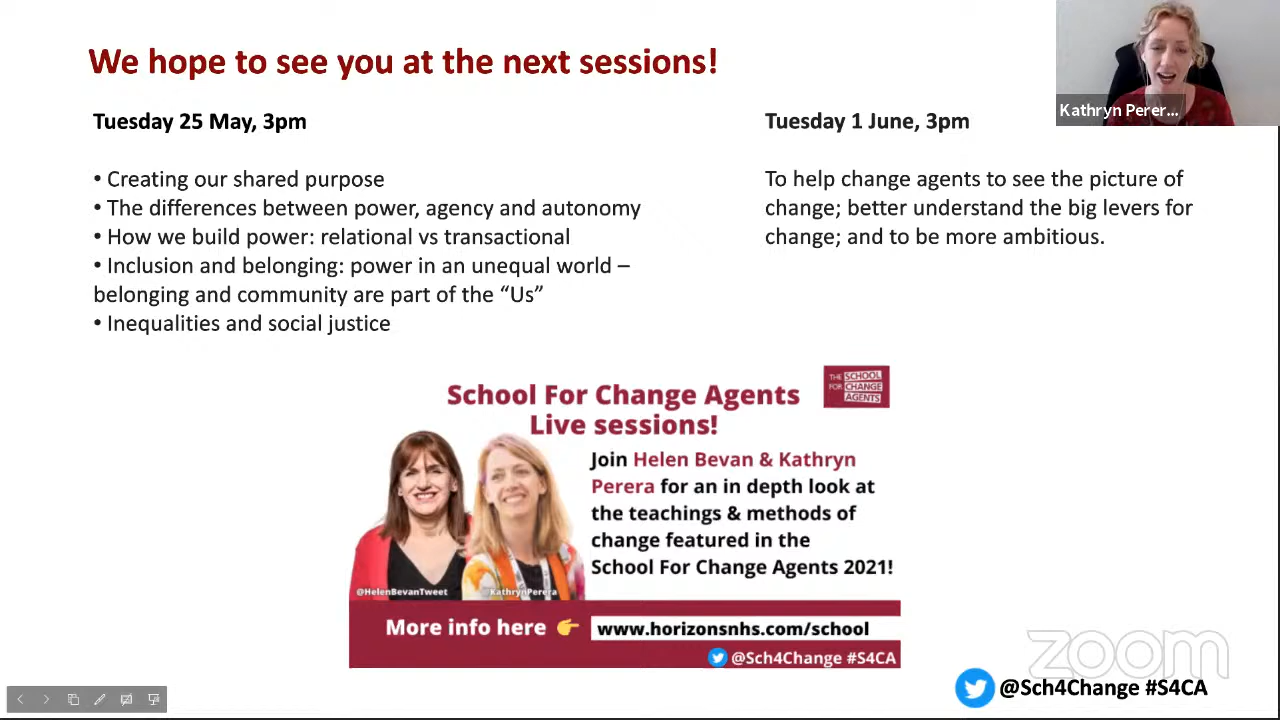 We hope to see you at the next sessions!
Kathryn Perer...
Tuesday 25 May, 3pm
• Creating our shared purpose
• The differences between power, agency and autonomy
• How we build power: relational vs transactional
• Inclusion and belonging: power in an unequal world –
belonging and community are part of the “Us”
• Inequalities and social justice
Tuesday 1 June, 3pm
To help change agents to see the picture of
change; better understand the big levers for
change; and to be more ambitious.
School For Change Agents
Live sessions!
THE SCHOOL
FOR CHANGE
AGENTS
Join Helen Bevan & Kathryn
Perera for an in depth look at
the teachings & methods of
change featured in the
School For Change Agents 2021!
@HelenBevanTweet
@KathrynPerera
More info here 👉 www.horizonsnhs.com/school
@Sch4Change #S4CA
zoom
@Sch4Change #S4CA